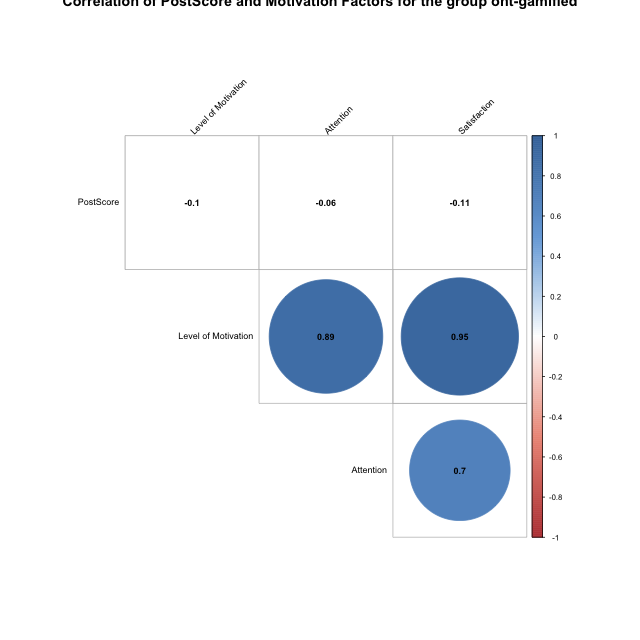 Correlation of PostScore and Motivation Factors for the group ont-gamified
Level of Motivation
Attention
Satisfaction
PostScore
-0.1
-0.06
-0.11
Level of Motivation
0.89
0.95
Attention
0.7
1
0.8
0.6
0.4
0.2
0
-0.2
-0.4
-0.6
-0.8
-1